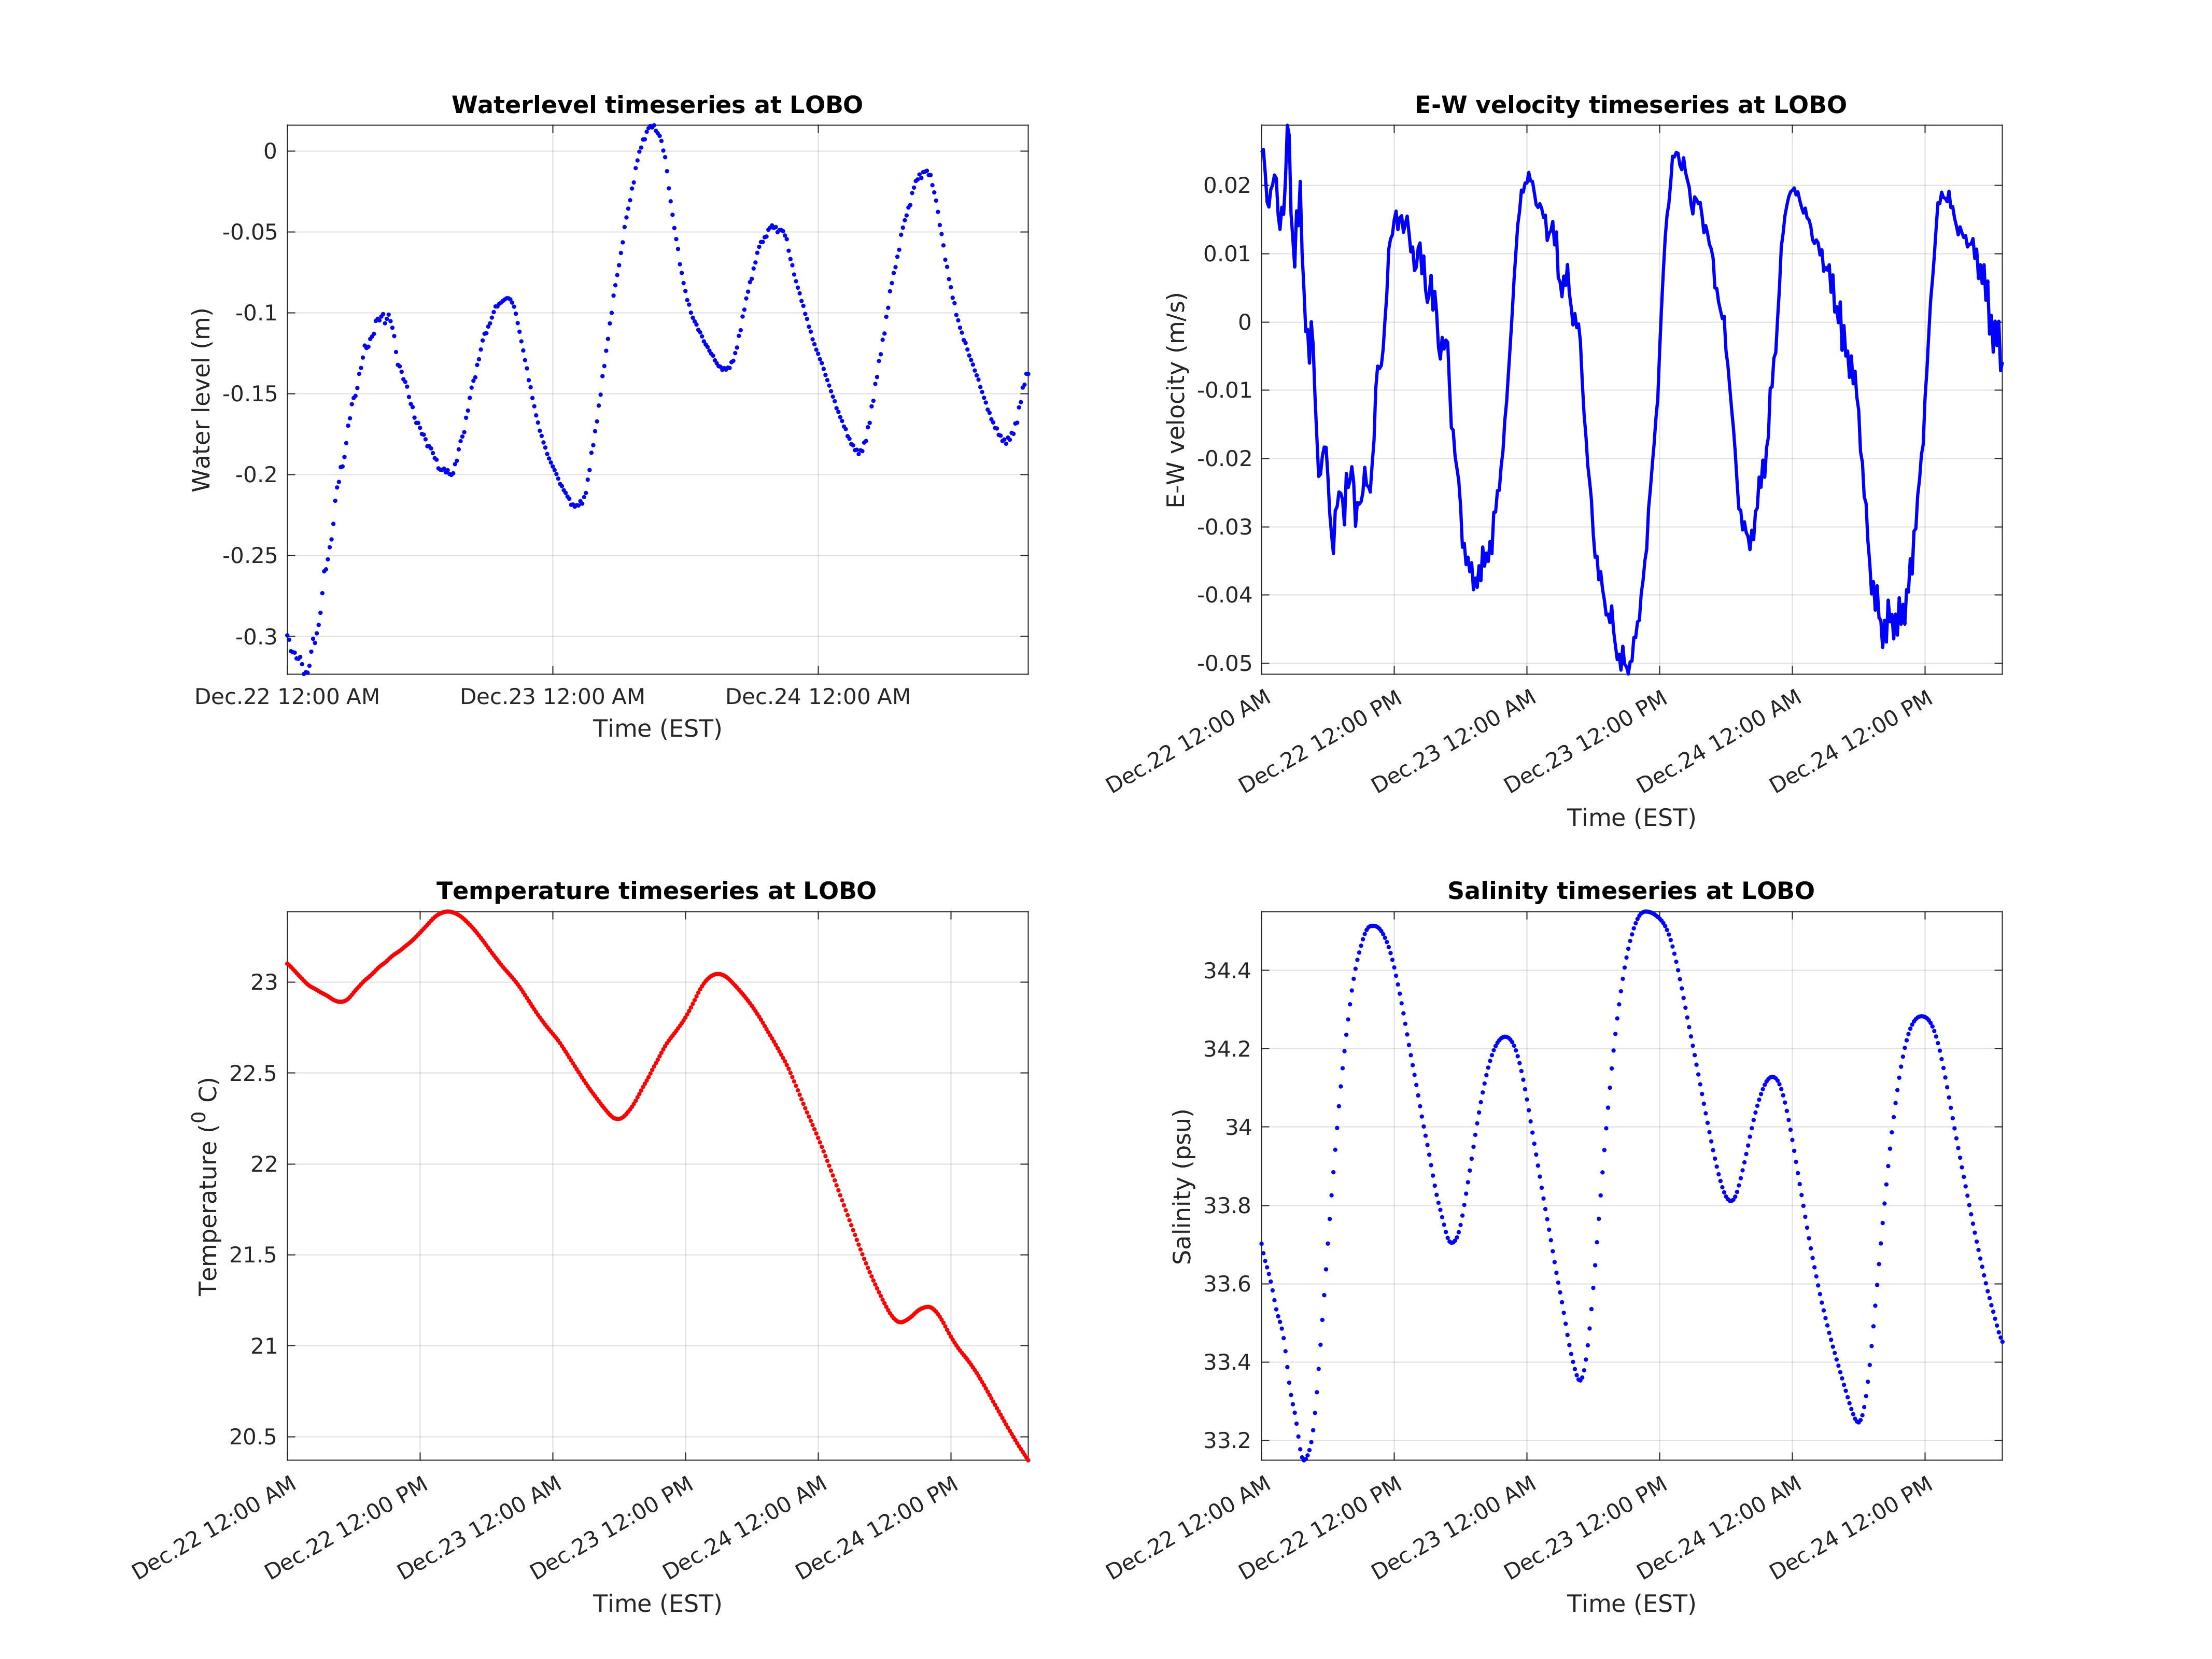 Waterlevel timeseries at LOBO
0
-0.05
-0.1
-0.15
-0.2
-0.25
-0.3
Water level (m)
Dec.22 12:00 AM
Dec.23 12:00 AM
Dec.24 12:00 AM
Time (EST)
E-W velocity timeseries at LOBO
0.02
0.01
0
-0.01
-0.02
-0.03
-0.04
-0.05
E-W velocity (m/s)
Dec.22 12:00 AM
Dec.22 12:00 PM
Dec.23 12:00 AM
Dec.23 12:00 PM
Dec.24 12:00 AM
Dec.24 12:00 PM
Time (EST)
Temperature timeseries at LOBO
23
22.5
22
21.5
21
20.5
Temperature (⁰ C)
Dec.22 12:00 AM
Dec.22 12:00 PM
Dec.23 12:00 AM
Dec.23 12:00 PM
Dec.24 12:00 AM
Dec.24 12:00 PM
Time (EST)
Salinity timeseries at LOBO
34.4
34.2
34
33.8
33.6
33.4
33.2
Salinity (psu)
Dec.22 12:00 AM
Dec.22 12:00 PM
Dec.23 12:00 AM
Dec.23 12:00 PM
Dec.24 12:00 AM
Dec.24 12:00 PM
Time (EST)